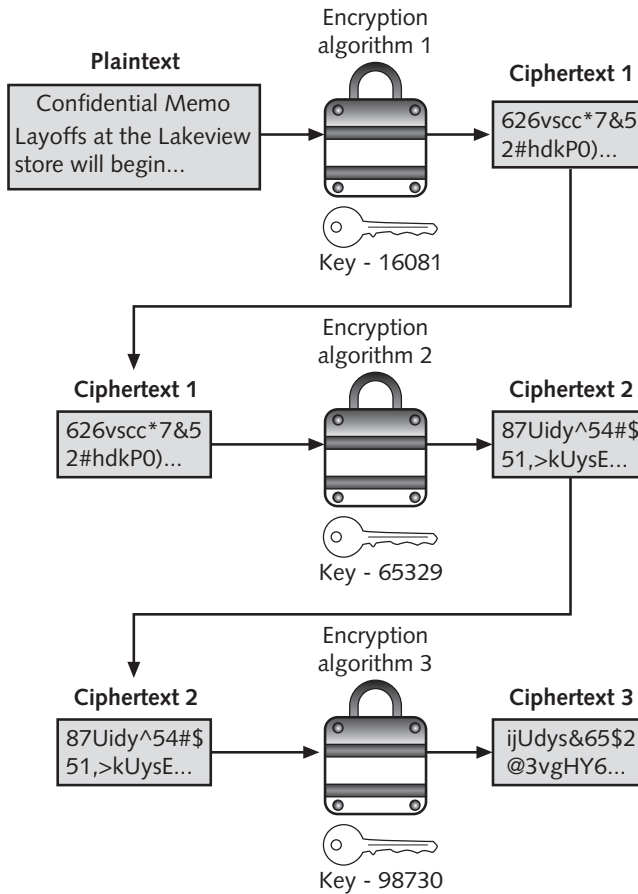 Encryption
algorithm 1
Plaintext
Ciphertext 1
Confidential Memo
Layoffs at the Lakeview
store will begin...
626vscc*7&5
2#hdkP0)...
Key - 16081
Encryption
algorithm 2
Ciphertext 1
Ciphertext 2
626vscc*7&5
2#hdkP0)...
87Uidy^54#$
51,>kUysE...
Key - 65329
Encryption
algorithm 3
Ciphertext 2
Ciphertext 3
87Uidy^54#$
51,>kUysE...
ijUdys&65$2
@3vgHY6...
Key - 98730